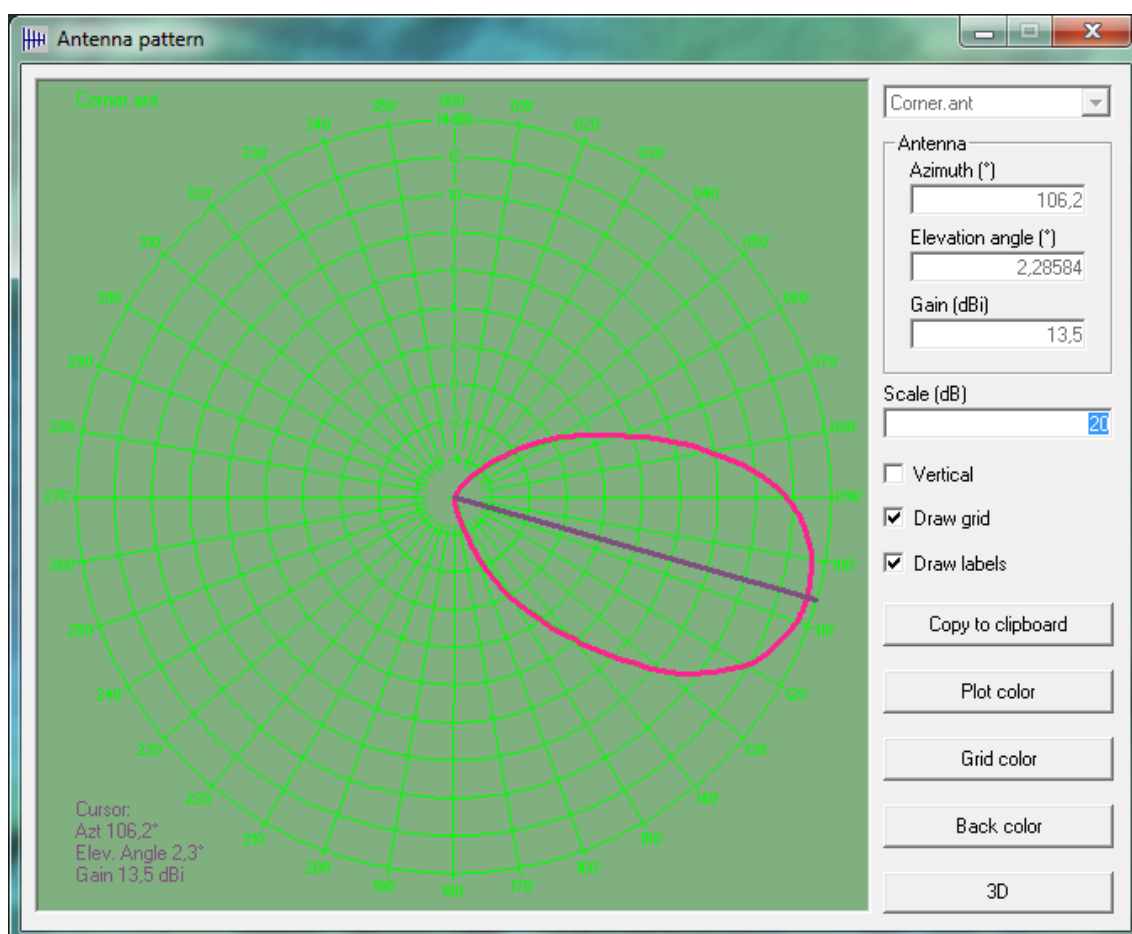 Antenna pattern
Corner.ant
000°
010°
020°
030°
040°
050°
060°
070°
080°
090°
100°
110°
120°
130°
140°
150°
160°
170°
180°
190°
200°
210°
220°
230°
240°
250°
260°
270°
280°
290°
300°
310°
320°
330°
340°
350°
14dBi
12
10
8
6
4
2
0
-2
-4
Cursor:
Azt 106,2°
Elev. Angle 2,3°
Gain 13,5 dBi
Corner.ant
Antenna
Azimuth (°)
106,2
Elevation angle (°)
2,28584
Gain (dBi)
13,5
Scale (dB)
20
Vertical
Draw grid
Draw labels
Copy to clipboard
Plot color
Grid color
Back color
3D